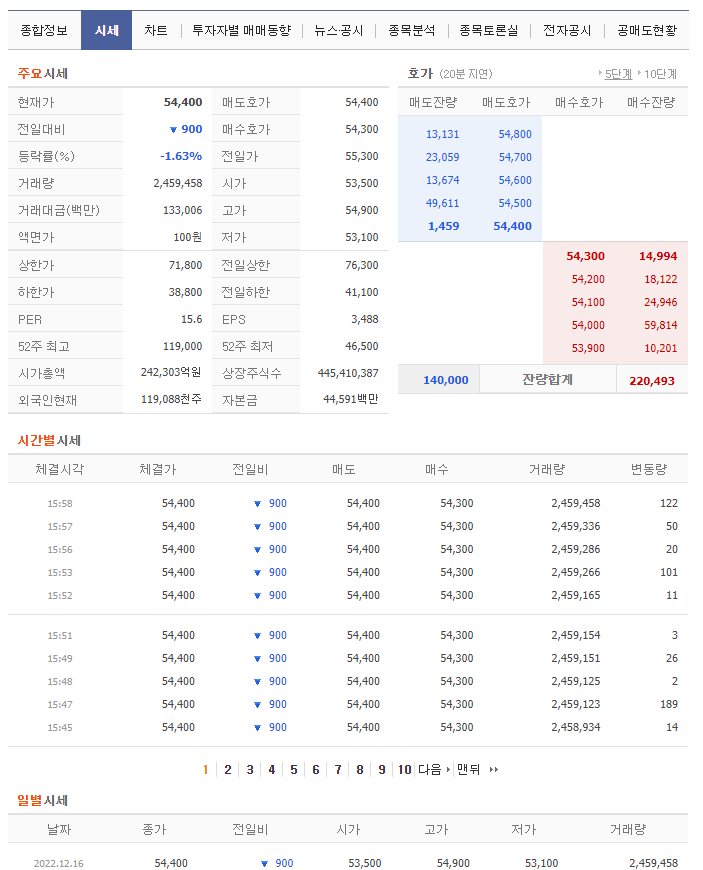 종합정보 시세 차트 투자자별 매매동향 뉴스·공시 종목분석 종목토론실 전자공시 공매도현황
주요시세
현재가 54,400 매도호가 54,400
전일대비 ▼ 900 매수호가 54,300
등락률(%) -1.63% 전일가 55,300
거래량 2,459,458 시가 53,500
거래대금(백만) 133,006 고가 54,900
액면가 100원 저가 53,100
상한가 71,800 전일상한 76,300
하한가 38,800 전일하한 41,100
PER 15.6 EPS 3,488
52주 최고 119,000 52주 최저 46,500
시가총액 242,303억원 상장주식수 445,410,387
외국인현재 119,088천주 자본금 44,591백만
호가 (20분 지연) 5단계 10단계
매도잔량 매도호가 매수호가 매수잔량
13,131 54,800
23,059 54,700
13,674 54,600
49,611 54,500
1,459 54,400
54,300 14,994
54,200 18,122
54,100 24,946
54,000 59,814
53,900 10,201
140,000 잔량합계 220,493
시간별시세
체결시각 체결가 전일비 매도 매수 거래량 변동량
15:58 54,400 ▼ 900 54,400 54,300 2,459,458 122
15:57 54,400 ▼ 900 54,400 54,300 2,459,336 50
15:56 54,400 ▼ 900 54,400 54,300 2,459,286 20
15:53 54,400 ▼ 900 54,400 54,300 2,459,266 101
15:52 54,400 ▼ 900 54,400 54,300 2,459,165 11
15:51 54,400 ▼ 900 54,400 54,300 2,459,154 3
15:49 54,400 ▼ 900 54,400 54,300 2,459,151 26
15:48 54,400 ▼ 900 54,400 54,300 2,459,125 2
15:47 54,400 ▼ 900 54,400 54,300 2,459,123 189
15:45 54,400 ▼ 900 54,400 54,300 2,458,934 14
1 2 3 4 5 6 7 8 9 10 다음 맨뒤
일별시세
날짜 종가 전일비 시가 고가 저가 거래량
2022.12.16 54,400 ▼ 900 53,500 54,900 53,100 2,459,458